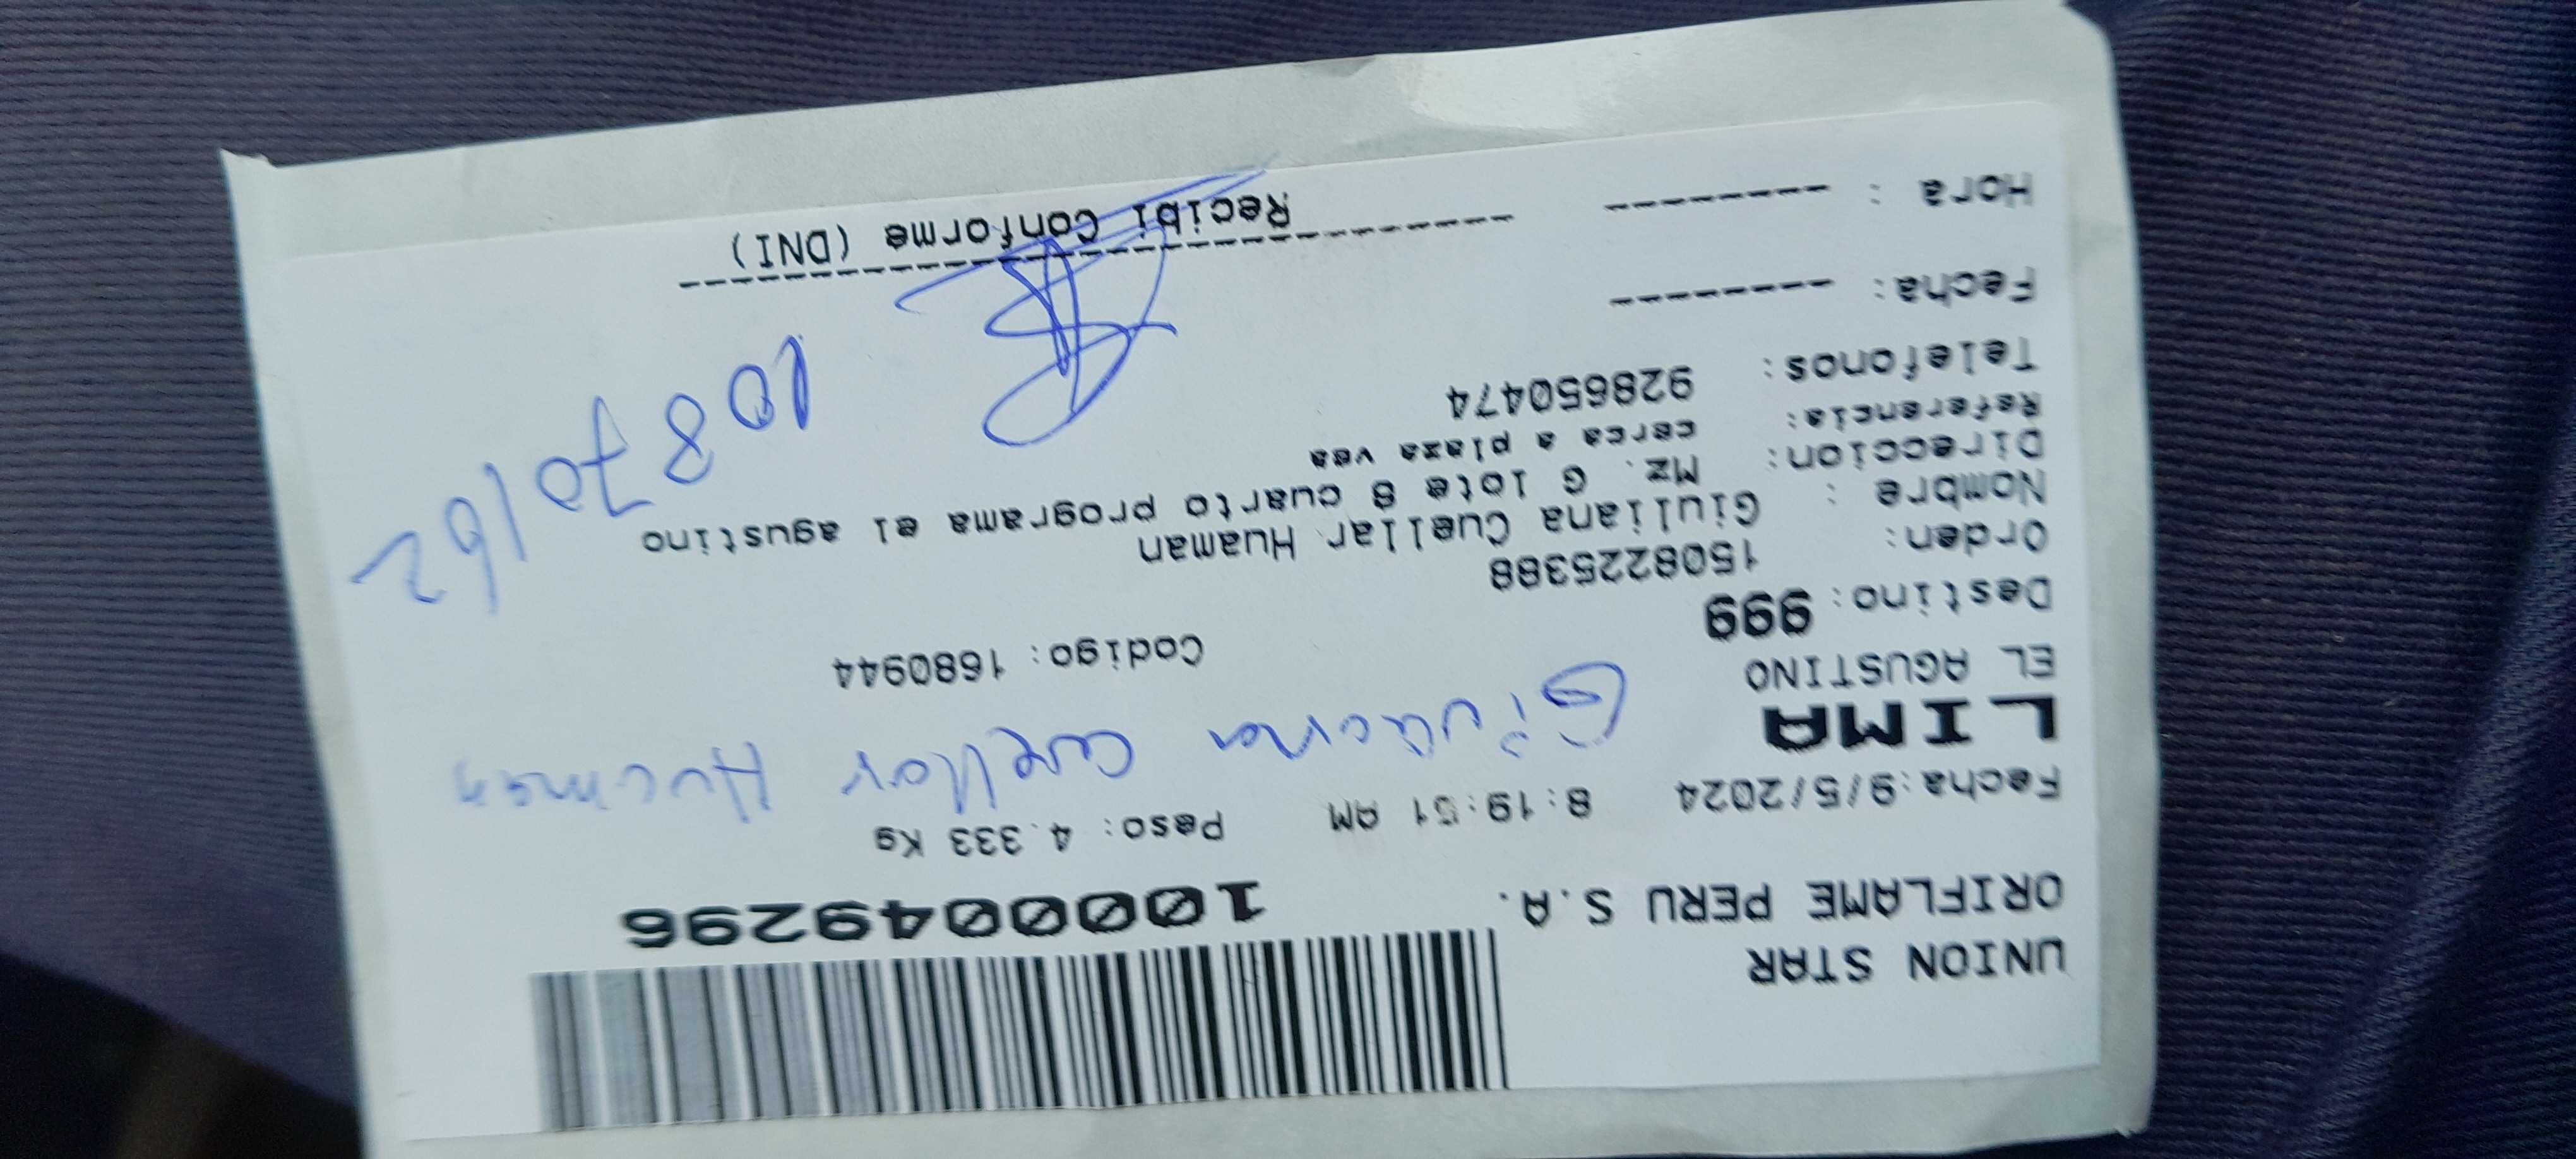 UNION STAR
ORIFLAME PERU S.A.
10000049296
Fecha:9/5/2024 8:19:51 AM Peso: 4.333 Kg
LIMA
Giuliana Cuellar Huaman
EL AGUSTINO
Destino: 999 Codigo: 1680944
Orden: 1508225388
Nombre : Giuliana Cuellar Huaman
Direccion: Mz. G lote 8 cuarto programa el agustino
Referencia: cerca a plaza vea
Telefonos: 928650474
10870162
Fecha: --------
Hora : --------
Recibi Conforme (DNI)